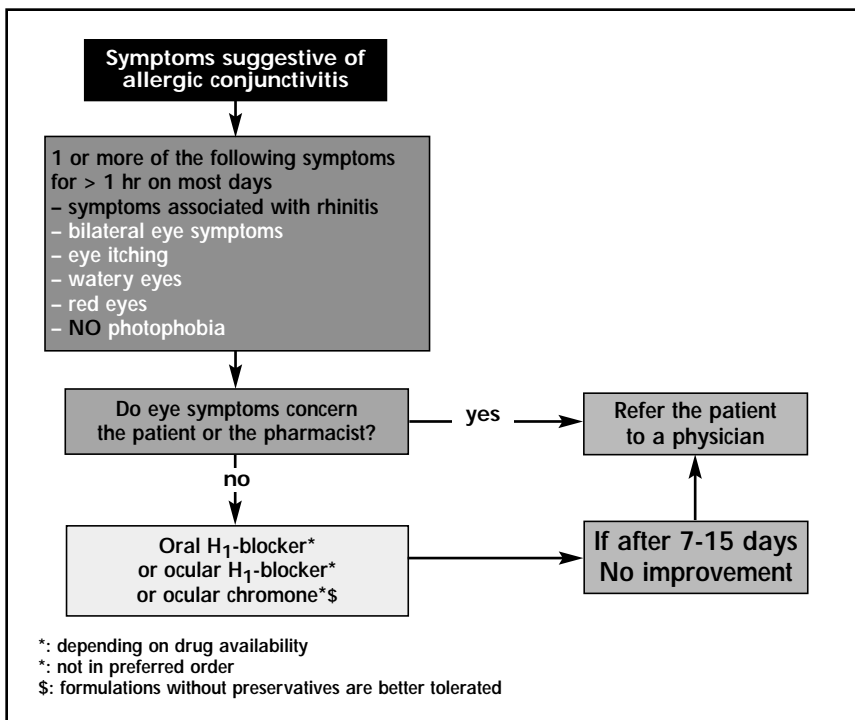 Symptoms suggestive of
allergic conjunctivitis
1 or more of the following symptoms
for > 1 hr on most days
– symptoms associated with rhinitis
– bilateral eye symptoms
– eye itching
– watery eyes
– red eyes
– NO photophobia
Do eye symptoms concern
the patient or the pharmacist?
yes
Refer the patient
to a physician
no
Oral H1-blocker*
or ocular H1-blocker*
or ocular chromone*$
If after 7-15 days
No improvement
*: depending on drug availability
*: not in preferred order
$: formulations without preservatives are better tolerated